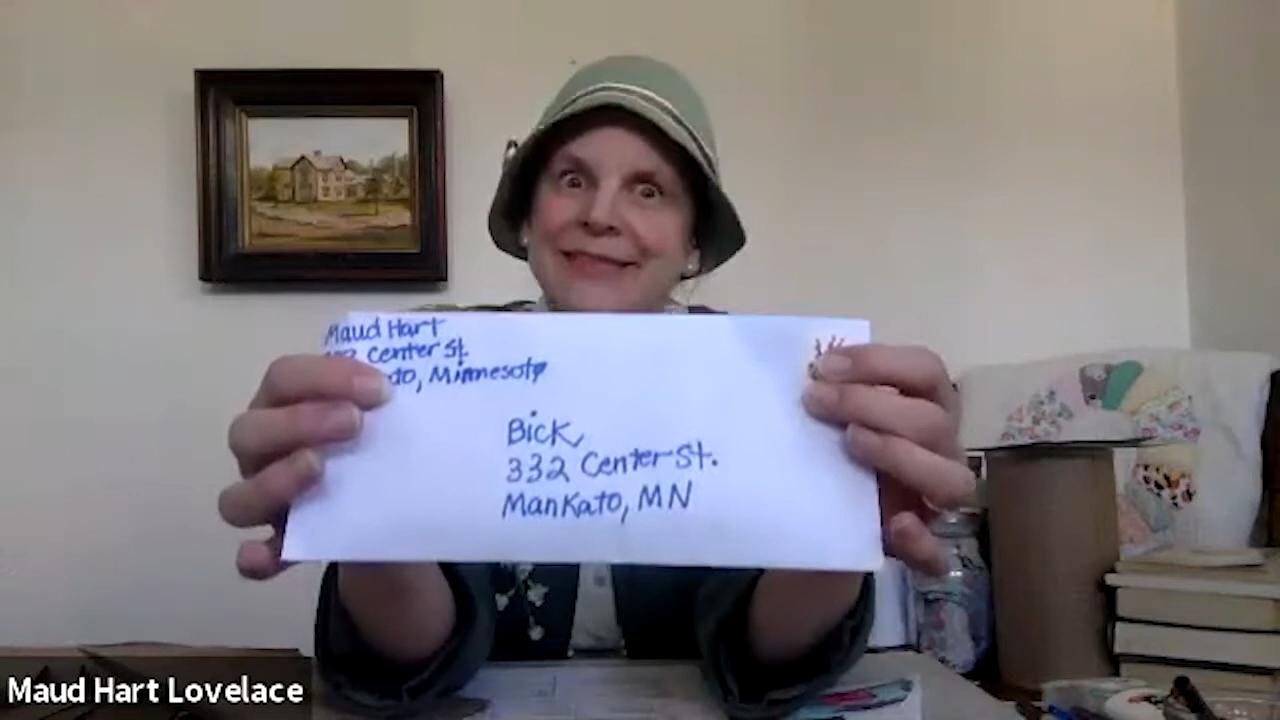 Maud Hart
Center St.
Minnesota
Bick,
332 Center St.
Mankato, MN
Maud Hart Lovelace